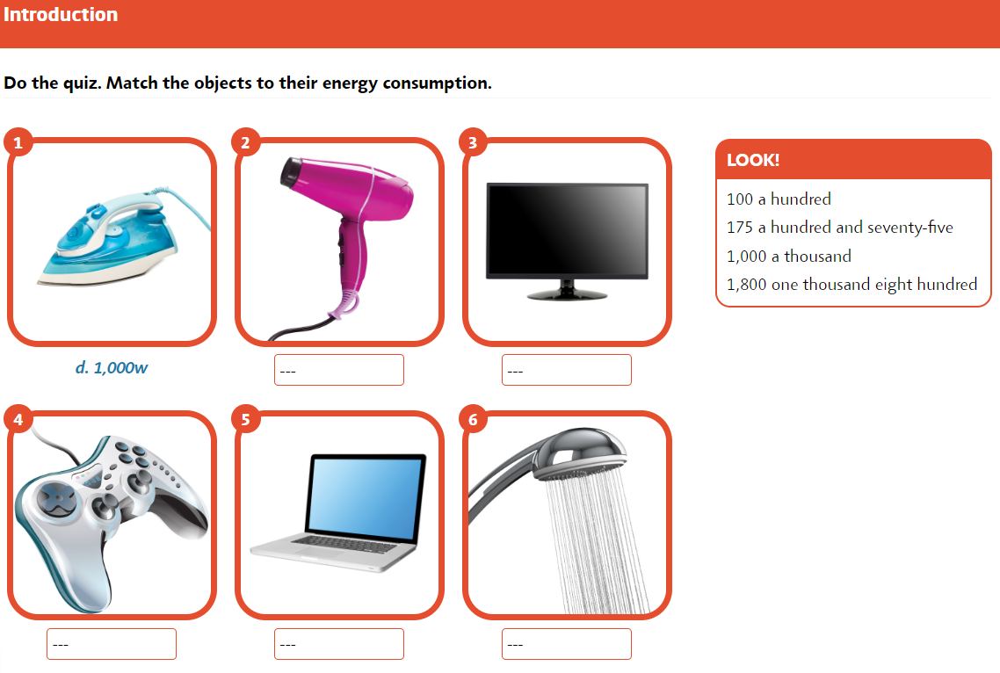 Introduction
Do the quiz. Match the objects to their energy consumption.
1
2
3
d. 1,000w
---
---
4
5
6
---
---
---
LOOK!
100 a hundred
175 a hundred and seventy-five
1,000 a thousand
1,800 one thousand eight hundred